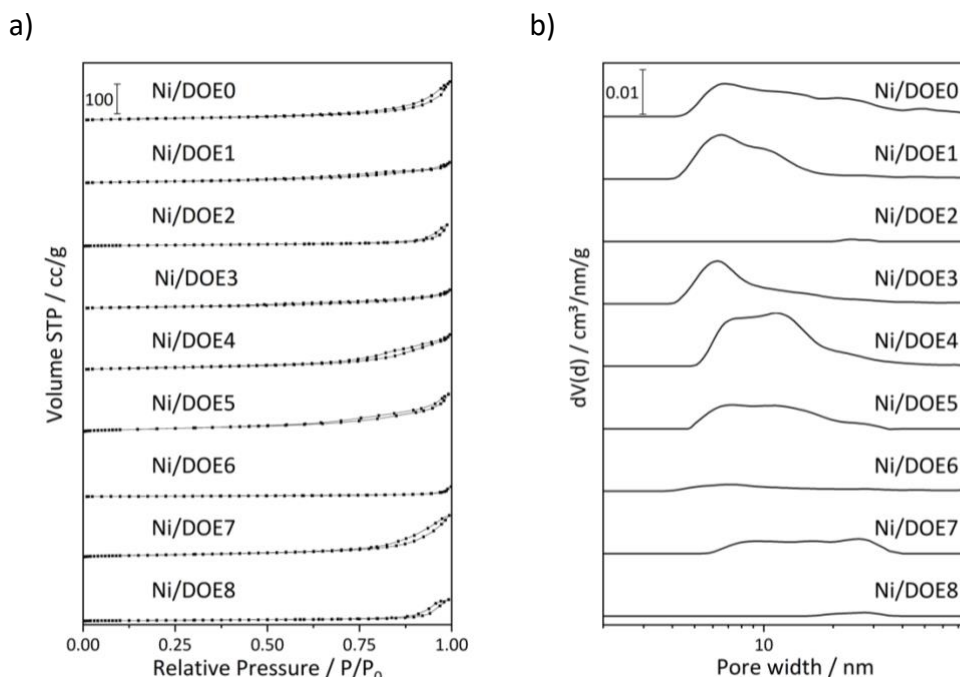 a)
100
Ni/DOE0
Ni/DOE1
Ni/DOE2
Ni/DOE3
Ni/DOE4
Ni/DOE5
Ni/DOE6
Ni/DOE7
Ni/DOE8
Volume STP / cc/g
0.00 0.25 0.50 0.75 1.00
Relative Pressure / P/P₀
b)
0.01
Ni/DOE0
Ni/DOE1
Ni/DOE2
Ni/DOE3
Ni/DOE4
Ni/DOE5
Ni/DOE6
Ni/DOE7
Ni/DOE8
dV(d) / cm³/nm/g
10
Pore width / nm